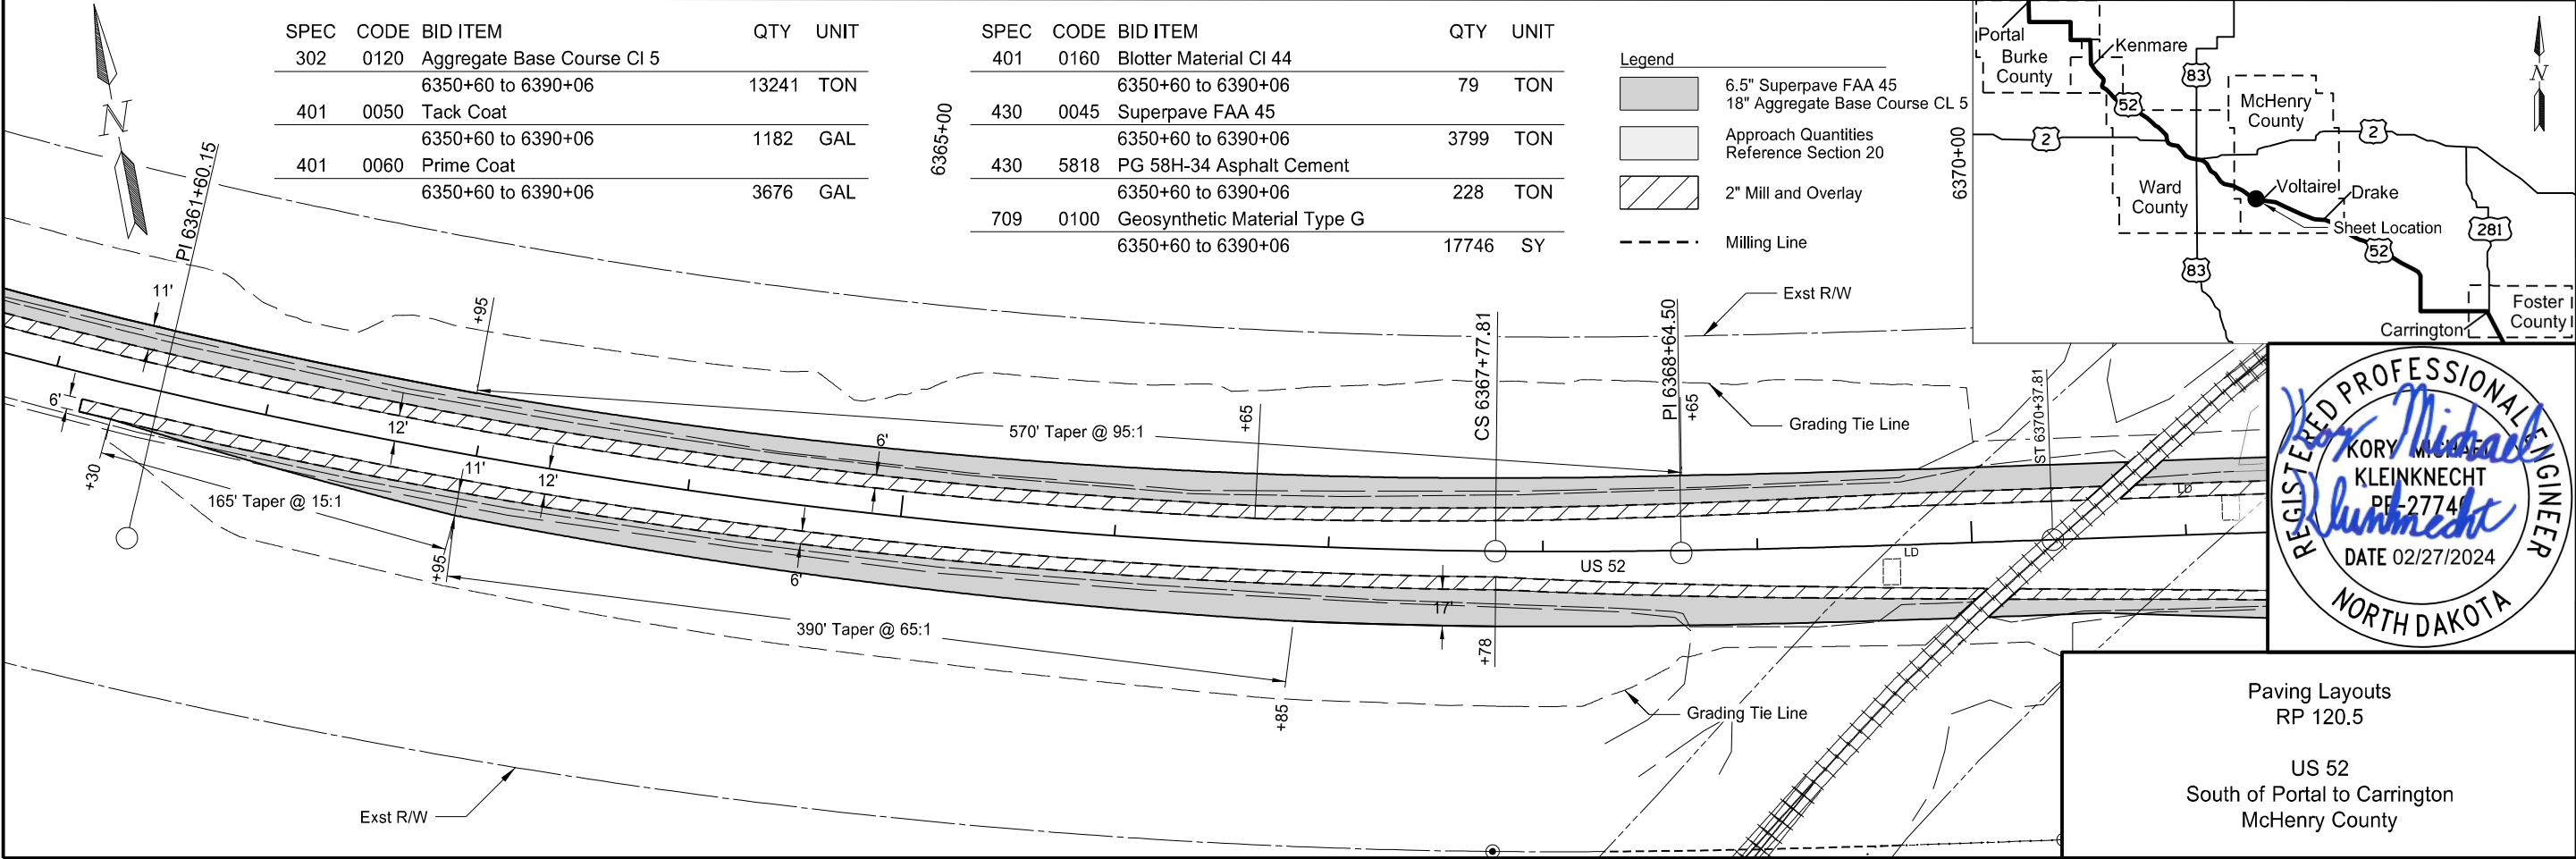 SPEC CODE BID ITEM QTY UNIT
302 0120 Aggregate Base Course Cl 5
6350+60 to 6390+06 13241 TON
401 0050 Tack Coat
6350+60 to 6390+06 1182 GAL
401 0060 Prime Coat
6350+60 to 6390+06 3676 GAL
SPEC CODE BID ITEM QTY UNIT
401 0160 Blotter Material Cl 44
6350+60 to 6390+06 79 TON
430 0045 Superpave FAA 45
6350+60 to 6390+06 3799 TON
430 5818 PG 58H-34 Asphalt Cement
6350+60 to 6390+06 228 TON
709 0100 Geosynthetic Material Type G
6350+60 to 6390+06 17746 SY
Legend
6.5" Superpave FAA 45
18" Aggregate Base Course CL 5
Approach Quantities
Reference Section 20
2" Mill and Overlay
Milling Line
Portal
Burke
County
Kenmare
83
52
McHenry
County
2
2
Ward
County
Voltaire
Drake
Sheet Location
281
52
83
Foster
County
Carrington
N
N
6365+00
6370+00
PI 6361+60.15
11'
+95
Exst R/W
CS 6367+77.81
PI 6368+64.50
+65
+65
ST 6370+37.81
Grading Tie Line
570' Taper @ 95:1
6'
12'
6'
11'
12'
+30
165' Taper @ 15:1
+95
6'
390' Taper @ 65:1
17'
US 52
LD
LD
+78
+85
Grading Tie Line
Exst R/W
REGISTERED PROFESSIONAL ENGINEER
KORY MICHAEL
KLEINKNECHT
PE-27740
DATE 02/27/2024
NORTH DAKOTA
Kory Michael
Kleinknecht
Paving Layouts
RP 120.5
US 52
South of Portal to Carrington
McHenry County